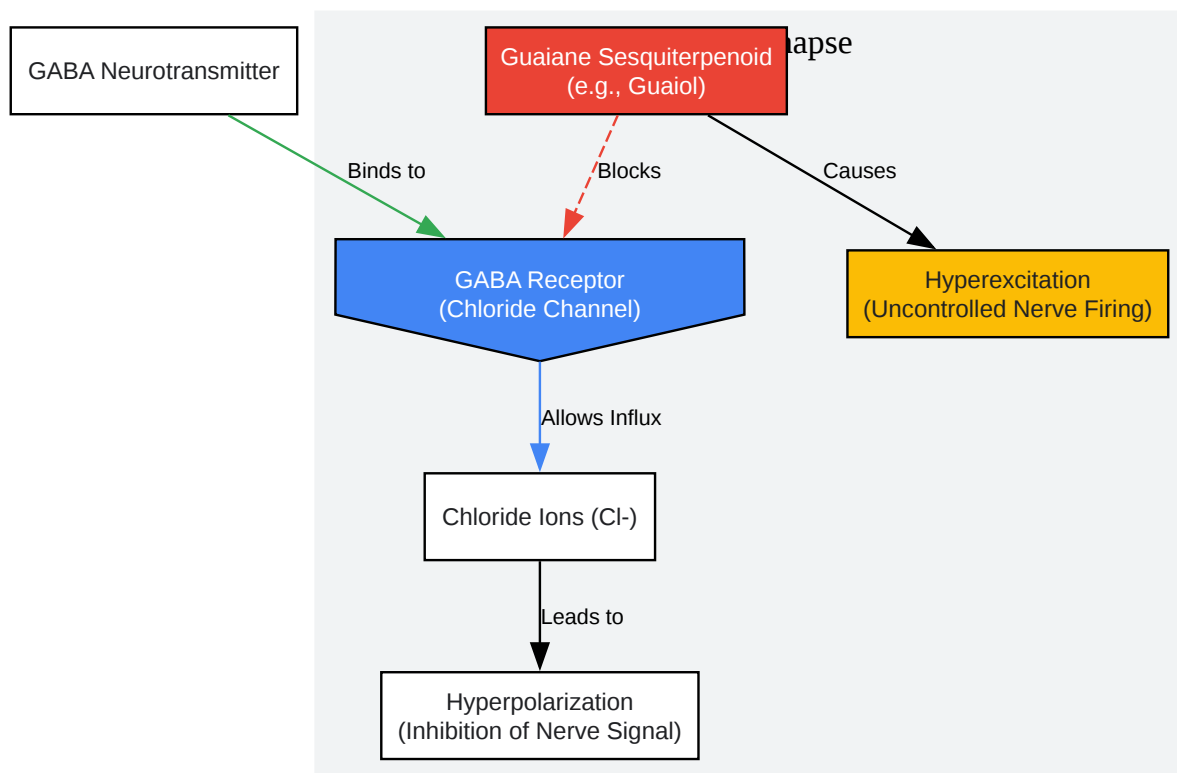 GABA Neurotransmitter
Guaiane Sesquiterpenoid
(e.g., Guaiol)
Binds to
Blocks
Causes
GABA Receptor
(Chloride Channel)
Hyperexcitation
(Uncontrolled Nerve Firing)
Allows Influx
Chloride Ions (Cl-)
Leads to
Hyperpolarization
(Inhibition of Nerve Signal)